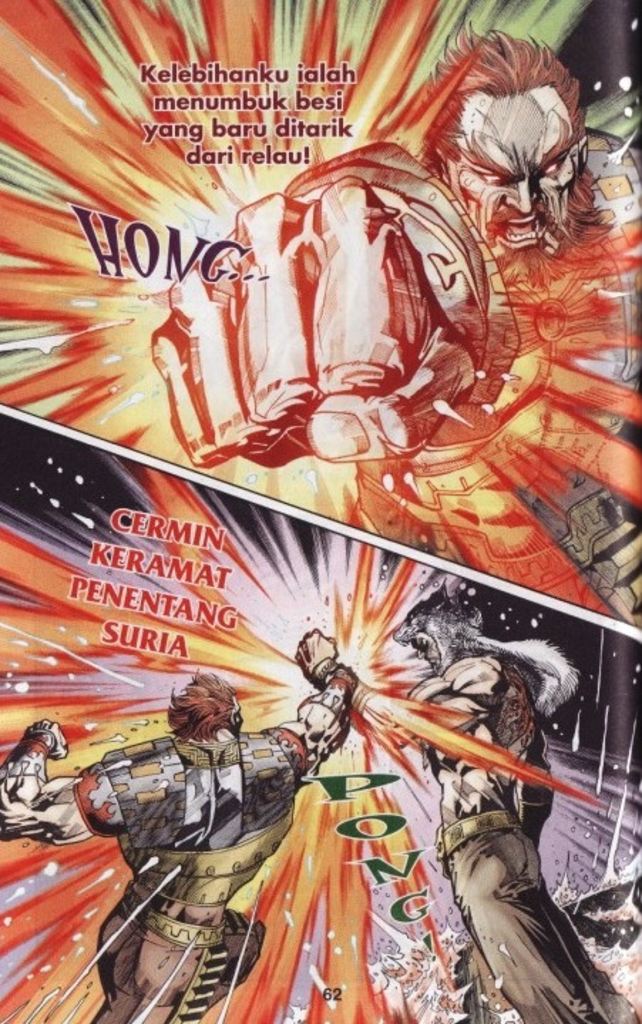 Kelebihanku ialah
menumbuk besi
yang baru ditarik
dari relau!
HONG...
CERMIN
KERAMAT
PENENTANG
SURIA
PONG!
62